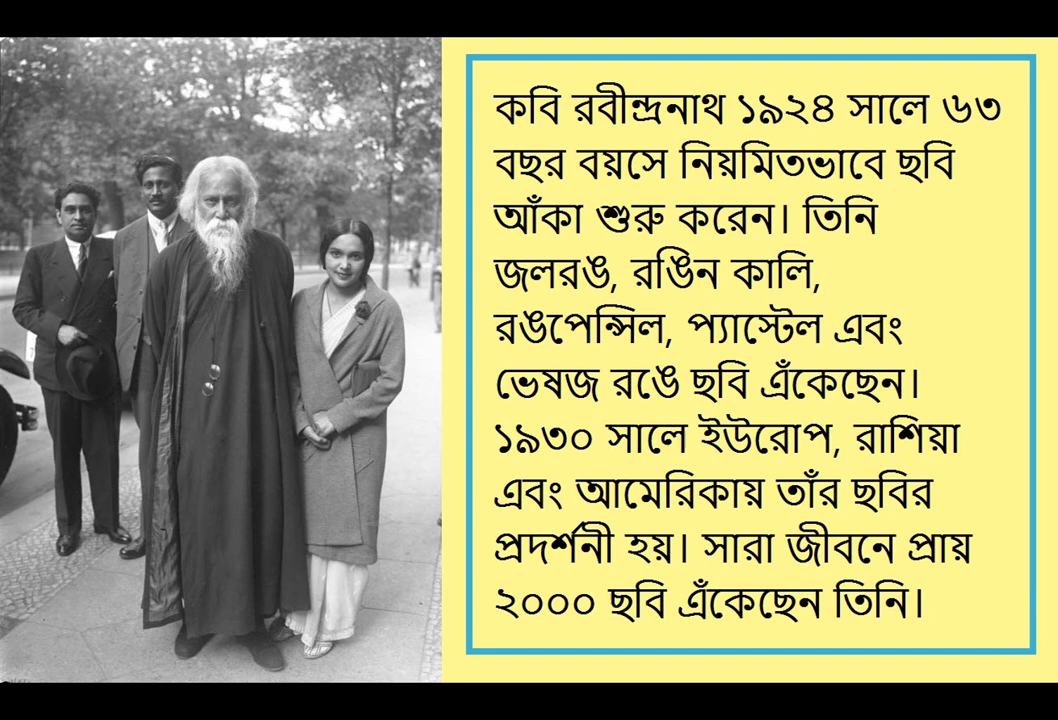 কবি রবীন্দ্রনাথ ১৯২৪ সালে ৬৩
বছর বয়সে নিয়মিতভাবে ছবি
আঁকা শুরু করেন। তিনি
জলরঙ, রঙিন কালি,
রঙপেন্সিল, প্যাস্টেল এবং
ভেষজ রঙে ছবি এঁকেছেন।
১৯৩০ সালে ইউরোপ, রাশিয়া
এবং আমেরিকায় তাঁর ছবির
প্রদর্শনী হয়। সারা জীবনে প্রায়
২০০০ ছবি এঁকেছেন তিনি।